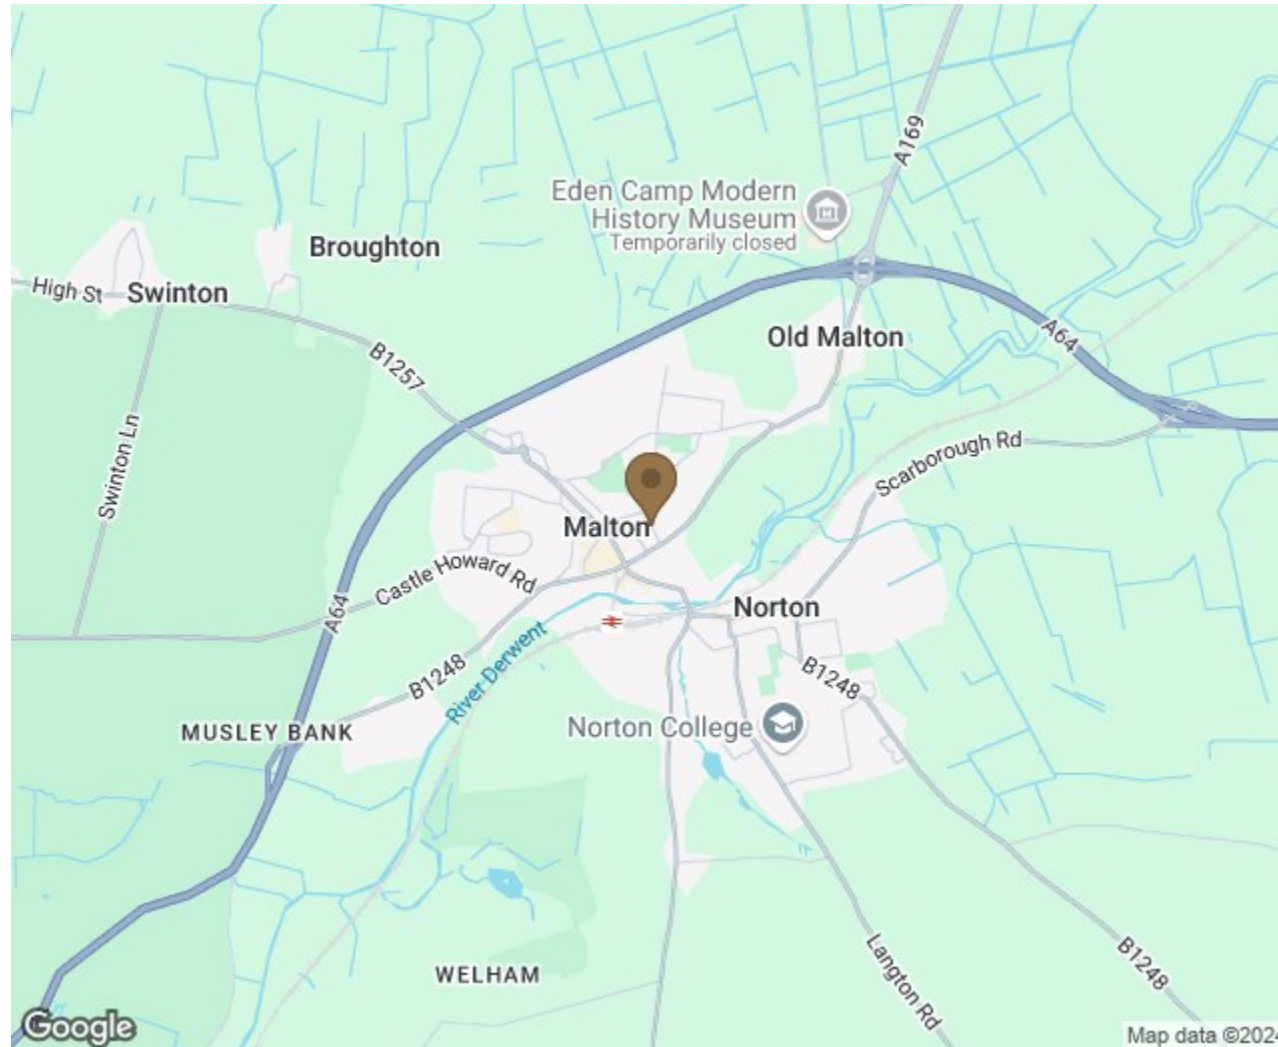 A169
Eden Camp Modern
History Museum
Temporarily closed
Broughton
High St
Swinton
B1257
Old Malton
A64
Swinton Ln
Scarborough Rd
Malton
Castle Howard Rd
A64
Norton
River Derwent
B1248
B1248
MUSLEY BANK
Norton College
WELHAM
Langton Rd
B1248
Google
Map data ©2024